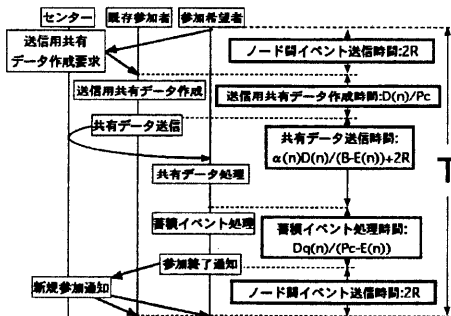 センター
既存参加者
参加希望者
送信用共有
データ作成要求
ノード間イベント送信時間:2R
送信用共有データ作成
送信用共有データ作成時間:D(n)/Pc
共有データ送信
共有データ送信時間:
α(n)D(n)/(B-E(n))+2R
T
共有データ処理
蓄積イベント処理
蓄積イベント処理時間:
Dq(n)/(Pc-E(n))
参加終了通知
新規参加通知
ノード間イベント送信時間:2R